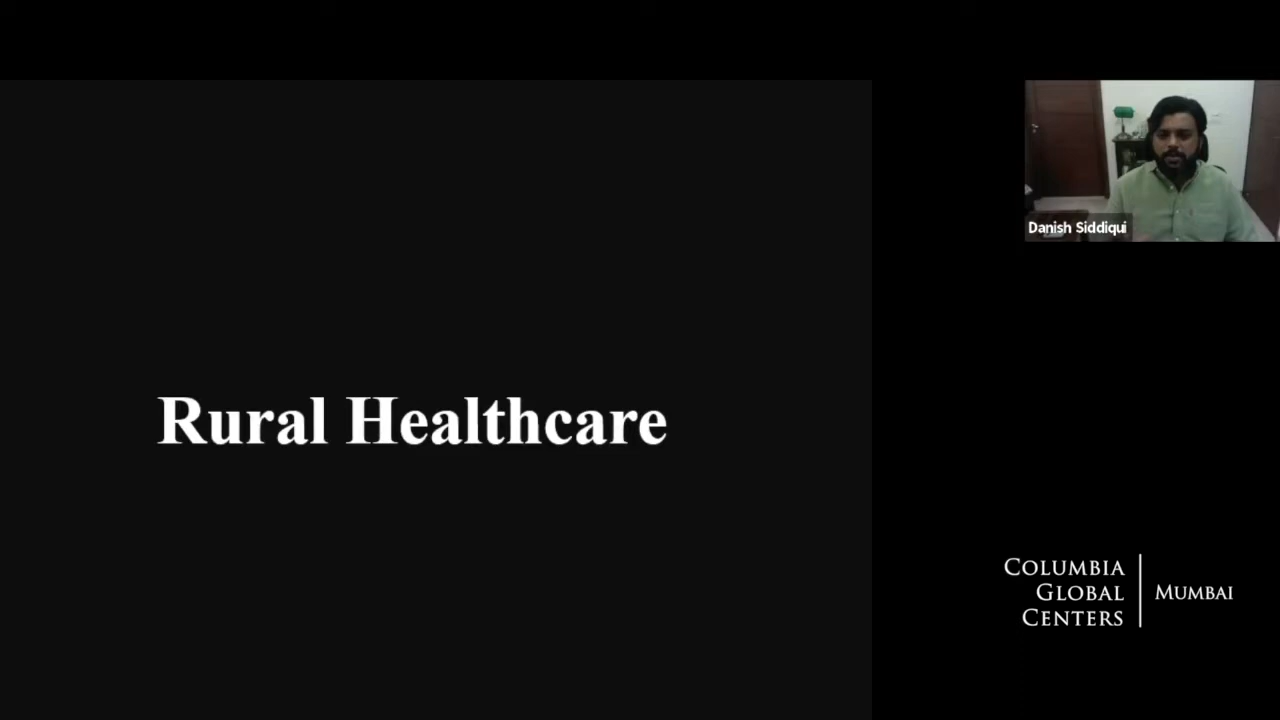 Danish Siddiqui
Rural Healthcare
COLUMBIA
GLOBAL
CENTERS
MUMBAI